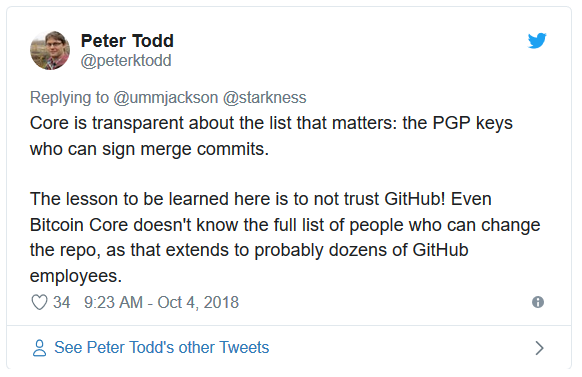 Peter Todd
@peterktodd
Replying to @ummjackson @starkness
Core is transparent about the list that matters: the PGP keys
who can sign merge commits.
The lesson to be learned here is to not trust GitHub! Even
Bitcoin Core doesn't know the full list of people who can change
the repo, as that extends to probably dozens of GitHub
employees.
34 9:23 AM - Oct 4, 2018
See Peter Todd's other Tweets